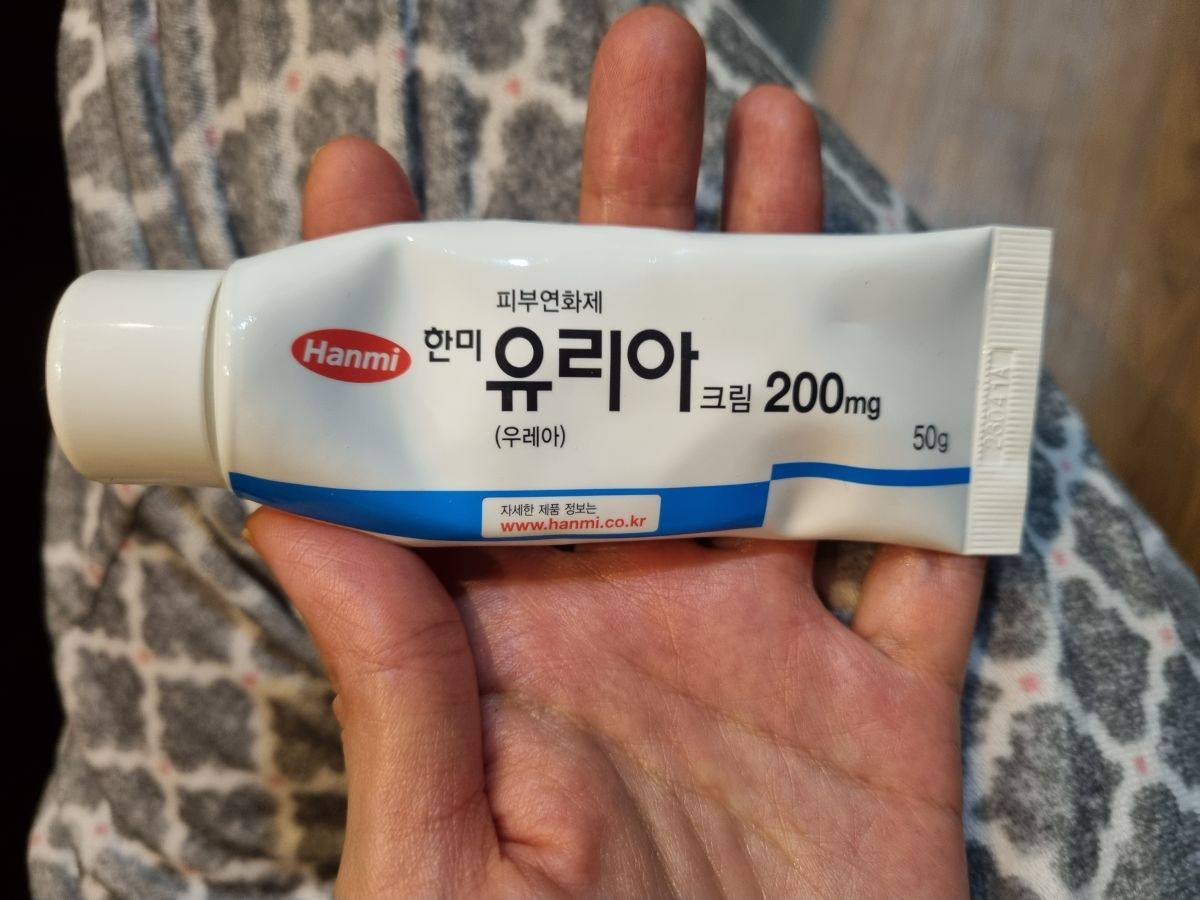 피부연화제
Hanmi 한미 유리아 크림 200mg
(우레아)
50g
자세한 제품 정보는
www.hanmi.co.kr
23041A